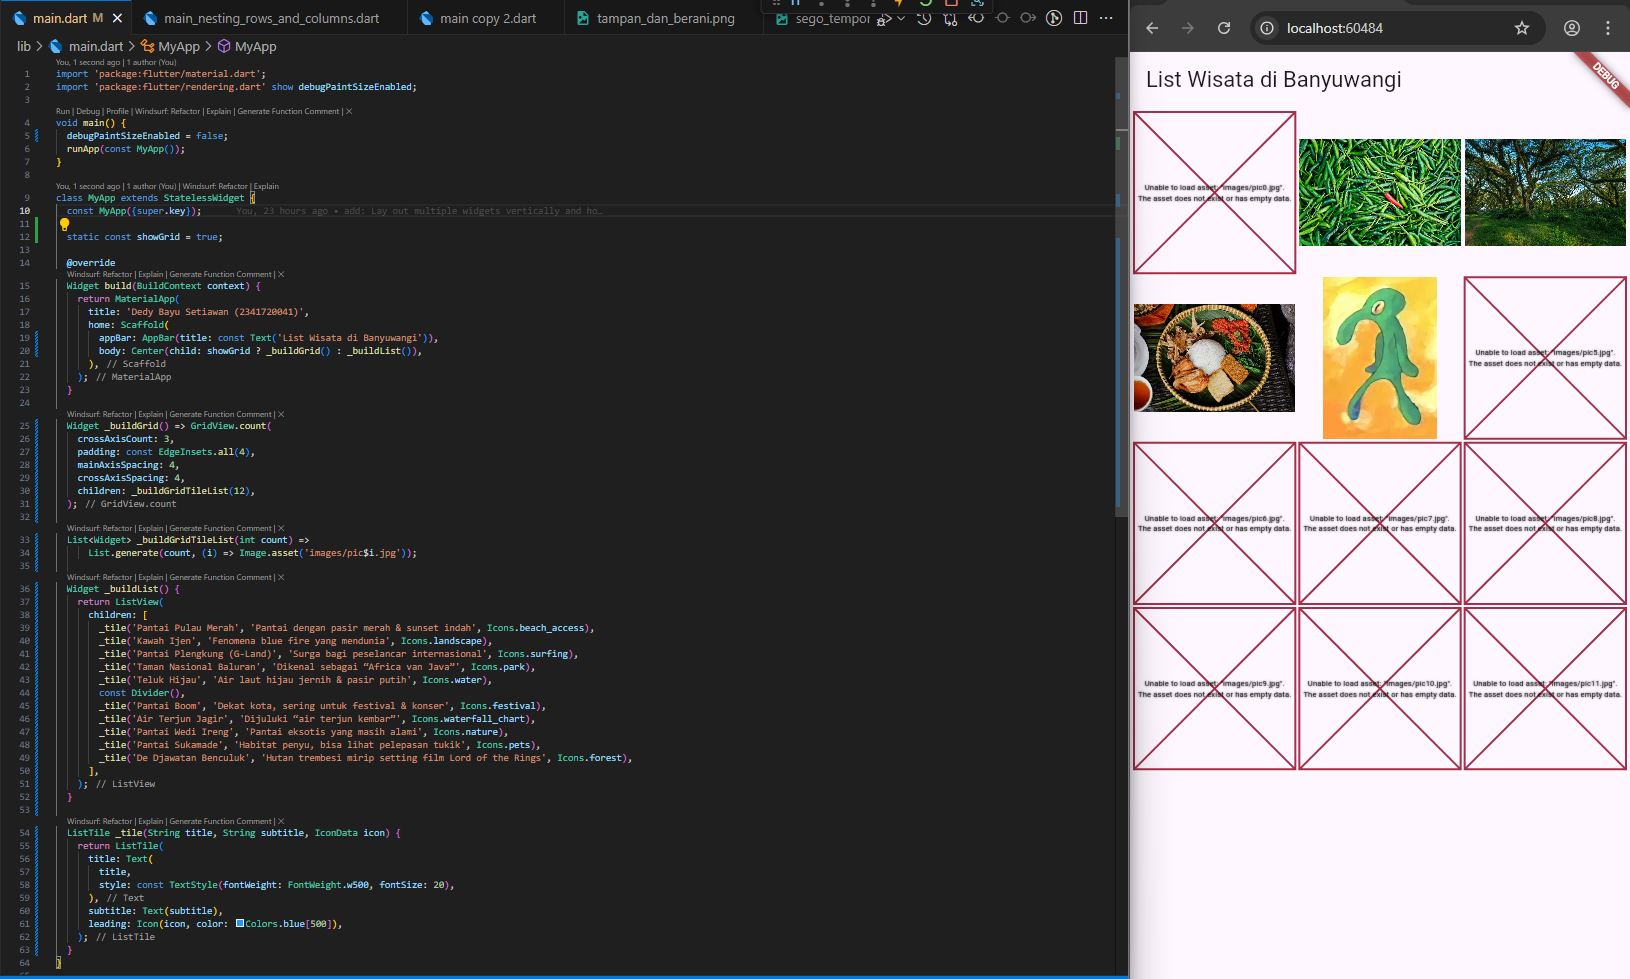 main.dart M
main_nesting_rows_and_columns.dart
main copy 2.dart
tampan_dan_berani.png
sego_tempor
lib > main.dart > MyApp > MyApp
You, 1 second ago | 1 author (You)
1 import 'package:flutter/material.dart';
2 import 'package:flutter/rendering.dart' show debugPaintSizeEnabled;
3
Run | Debug | Profile | Windsurf: Refactor | Explain | Generate Function Comment | X
4 void main() {
5 debugPaintSizeEnabled = false;
6 runApp(const MyApp());
7 }
8
You, 1 second ago | 1 author (You) | Windsurf: Refactor | Explain
9 class MyApp extends StatelessWidget {
10 const MyApp({super.key}); You, 23 hours ago • add: Lay out multiple widgets vertically and ho…
11
12 static const showGrid = true;
13
14 @override
Windsurf: Refactor | Explain | Generate Function Comment | X
15 Widget build(BuildContext context) {
16 return MaterialApp(
17 title: 'Dedy Bayu Setiawan (2341720041)',
18 home: Scaffold(
19 appBar: AppBar(title: const Text('List Wisata di Banyuwangi')),
20 body: Center(child: showGrid ? _buildGrid() : _buildList()),
21 ), // Scaffold
22 ); // MaterialApp
23 }
24
Windsurf: Refactor | Explain | Generate Function Comment | X
25 Widget _buildGrid() => GridView.count(
26 crossAxisCount: 3,
27 padding: const EdgeInsets.all(4),
28 mainAxisSpacing: 4,
29 crossAxisSpacing: 4,
30 children: _buildGridTileList(12),
31 ); // GridView.count
32
Windsurf: Refactor | Explain | Generate Function Comment | X
33 List<Widget> _buildGridTileList(int count) =>
34 List.generate(count, (i) => Image.asset('images/pic$i.jpg'));
35
Windsurf: Refactor | Explain | Generate Function Comment | X
36 Widget _buildList() {
37 return ListView(
38 children: [
39 _tile('Pantai Pulau Merah', 'Pantai dengan pasir merah & sunset indah', Icons.beach_access),
40 _tile('Kawah Ijen', 'Fenomena blue fire yang mendunia', Icons.landscape),
41 _tile('Pantai Plengkung (G-Land)', 'Surga bagi peselancar internasional', Icons.surfing),
42 _tile('Taman Nasional Baluran', 'Dikenal sebagai “Africa van Java”', Icons.park),
43 _tile('Teluk Hijau', 'Air laut hijau jernih & pasir putih', Icons.water),
44 const Divider(),
45 _tile('Pantai Boom', 'Dekat kota, sering untuk festival & konser', Icons.festival),
46 _tile('Air Terjun Jagir', 'Dijuluki “air terjun kembar”', Icons.waterfall_chart),
47 _tile('Pantai Wedi Ireng', 'Pantai eksotis yang masih alami', Icons.nature),
48 _tile('Pantai Sukamade', 'Habitat penyu, bisa lihat pelepasan tukik', Icons.pets),
49 _tile('De Djawatan Benculuk', 'Hutan trembesi mirip setting film Lord of the Rings', Icons.forest),
50 ],
51 ); // ListView
52 }
53
Windsurf: Refactor | Explain | Generate Function Comment | X
54 ListTile _tile(String title, String subtitle, IconData icon) {
55 return ListTile(
56 title: Text(
57 title,
58 style: const TextStyle(fontWeight: FontWeight.w500, fontSize: 20),
59 ), // Text
60 subtitle: Text(subtitle),
61 leading: Icon(icon, color: Colors.blue[500]),
62 ); // ListTile
63 }
64 }
localhost:60484
List Wisata di Banyuwangi
DEBUG
Unable to load asset: "images/pic0.jpg".
The asset does not exist or has empty data.
Unable to load asset: "images/pic5.jpg".
The asset does not exist or has empty data.
Unable to load asset: "images/pic6.jpg".
The asset does not exist or has empty data.
Unable to load asset: "images/pic7.jpg".
The asset does not exist or has empty data.
Unable to load asset: "images/pic8.jpg".
The asset does not exist or has empty data.
Unable to load asset: "images/pic9.jpg".
The asset does not exist or has empty data.
Unable to load asset: "images/pic10.jpg".
The asset does not exist or has empty data.
Unable to load asset: "images/pic11.jpg".
The asset does not exist or has empty data.